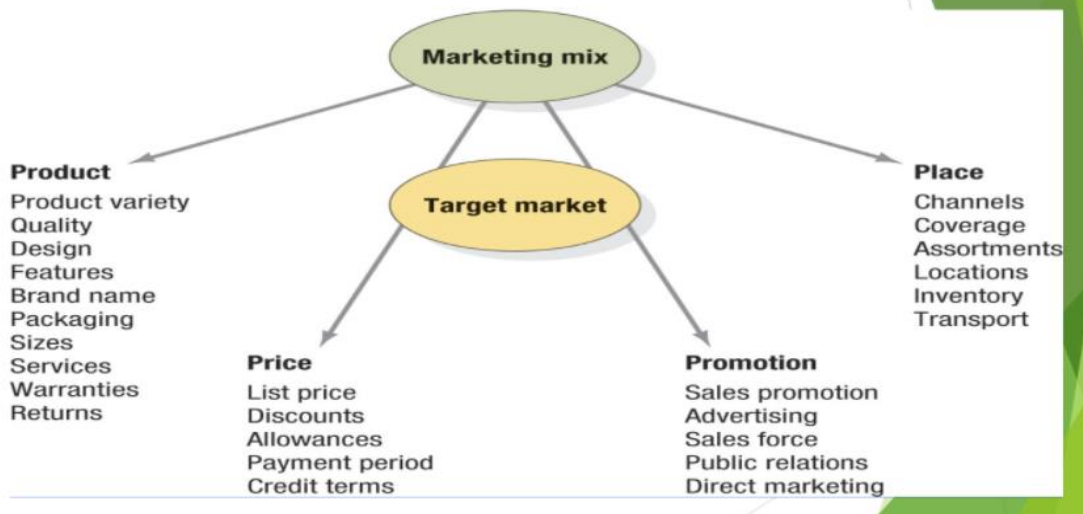 Marketing mix
Target market
Product
Product variety
Quality
Design
Features
Brand name
Packaging
Sizes
Services
Warranties
Returns
Price
List price
Discounts
Allowances
Payment period
Credit terms
Promotion
Sales promotion
Advertising
Sales force
Public relations
Direct marketing
Place
Channels
Coverage
Assortments
Locations
Inventory
Transport